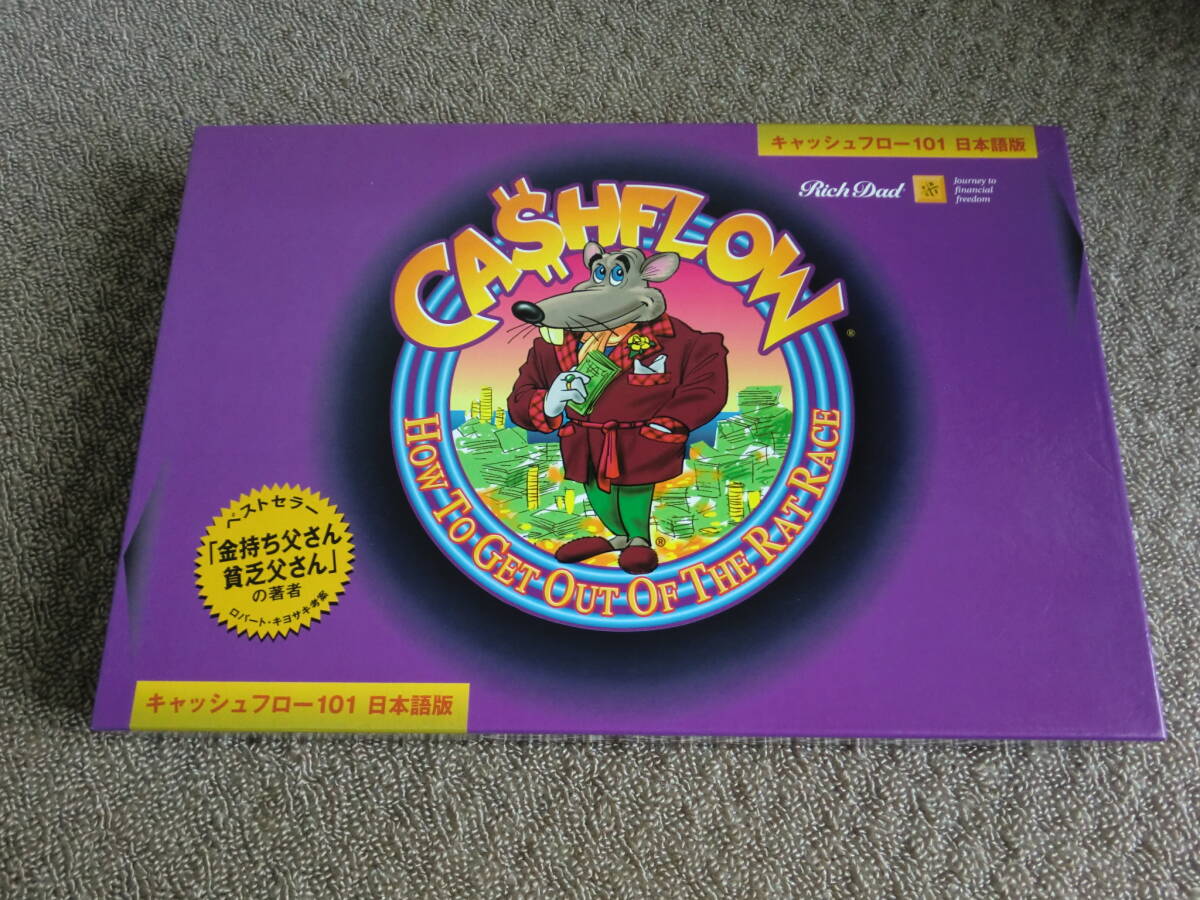 キャッシュフロー101 日本語版
Rich Dad®
Journey to
financial
freedom
CA$HFLOW
®
HOW TO GET OUT OF THE RAT RACE
®
ベストセラー
「金持ち父さん
貧乏父さん」
の著者
ロバート・キヨサキ考案
キャッシュフロー101 日本語版